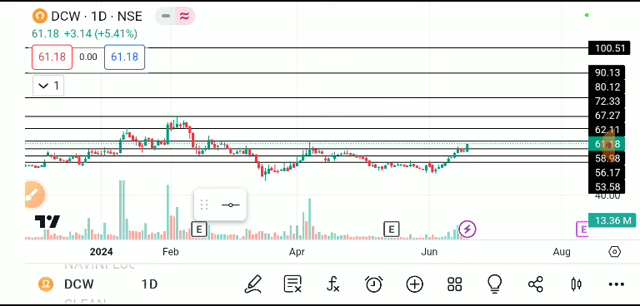 DCW · 1D · NSE
61.18 +3.14 (+5.41%)
61.18 0.00 61.18
1
100.51
90.13
80.12
72.33
67.27
62.11
61.18
58.98
56.17
53.58
40.00
13.36 M
E E E
2024 Feb Apr Jun Aug
DCW 1D